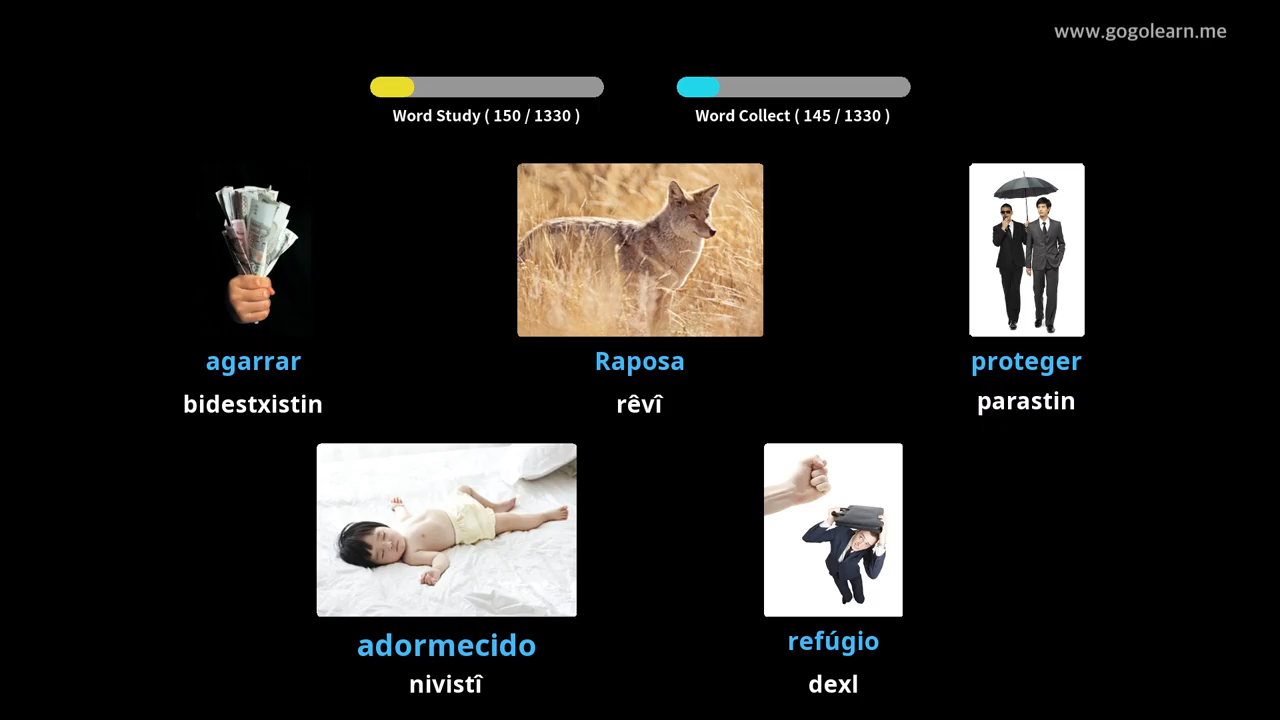 www.gogolearn.me
Word Study ( 150 / 1330 )
Word Collect ( 145 / 1330 )
agarrar
bidestxistin
Raposa
rêvî
proteger
parastin
adormecido
nivistî
refúgio
dexl